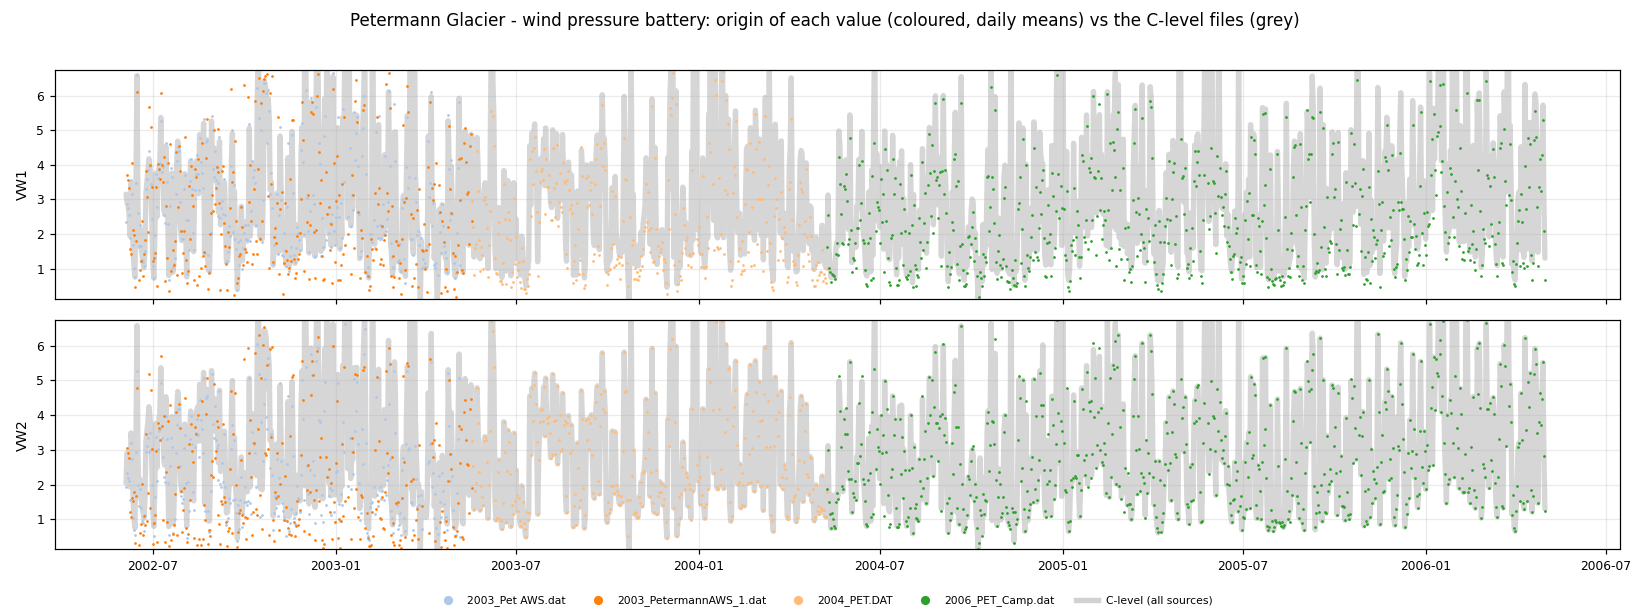 Petermann Glacier - wind pressure battery: origin of each value (coloured, daily means) vs the C-level files (grey)
6
5
4
3
2
1
VW1
6
5
4
3
2
1
VW2
2002-07 2003-01 2003-07 2004-01 2004-07 2005-01 2005-07 2006-01 2006-07
2003_Pet AWS.dat 2003_PetermannAWS_1.dat 2004_PET.DAT 2006_PET_Camp.dat C-level (all sources)